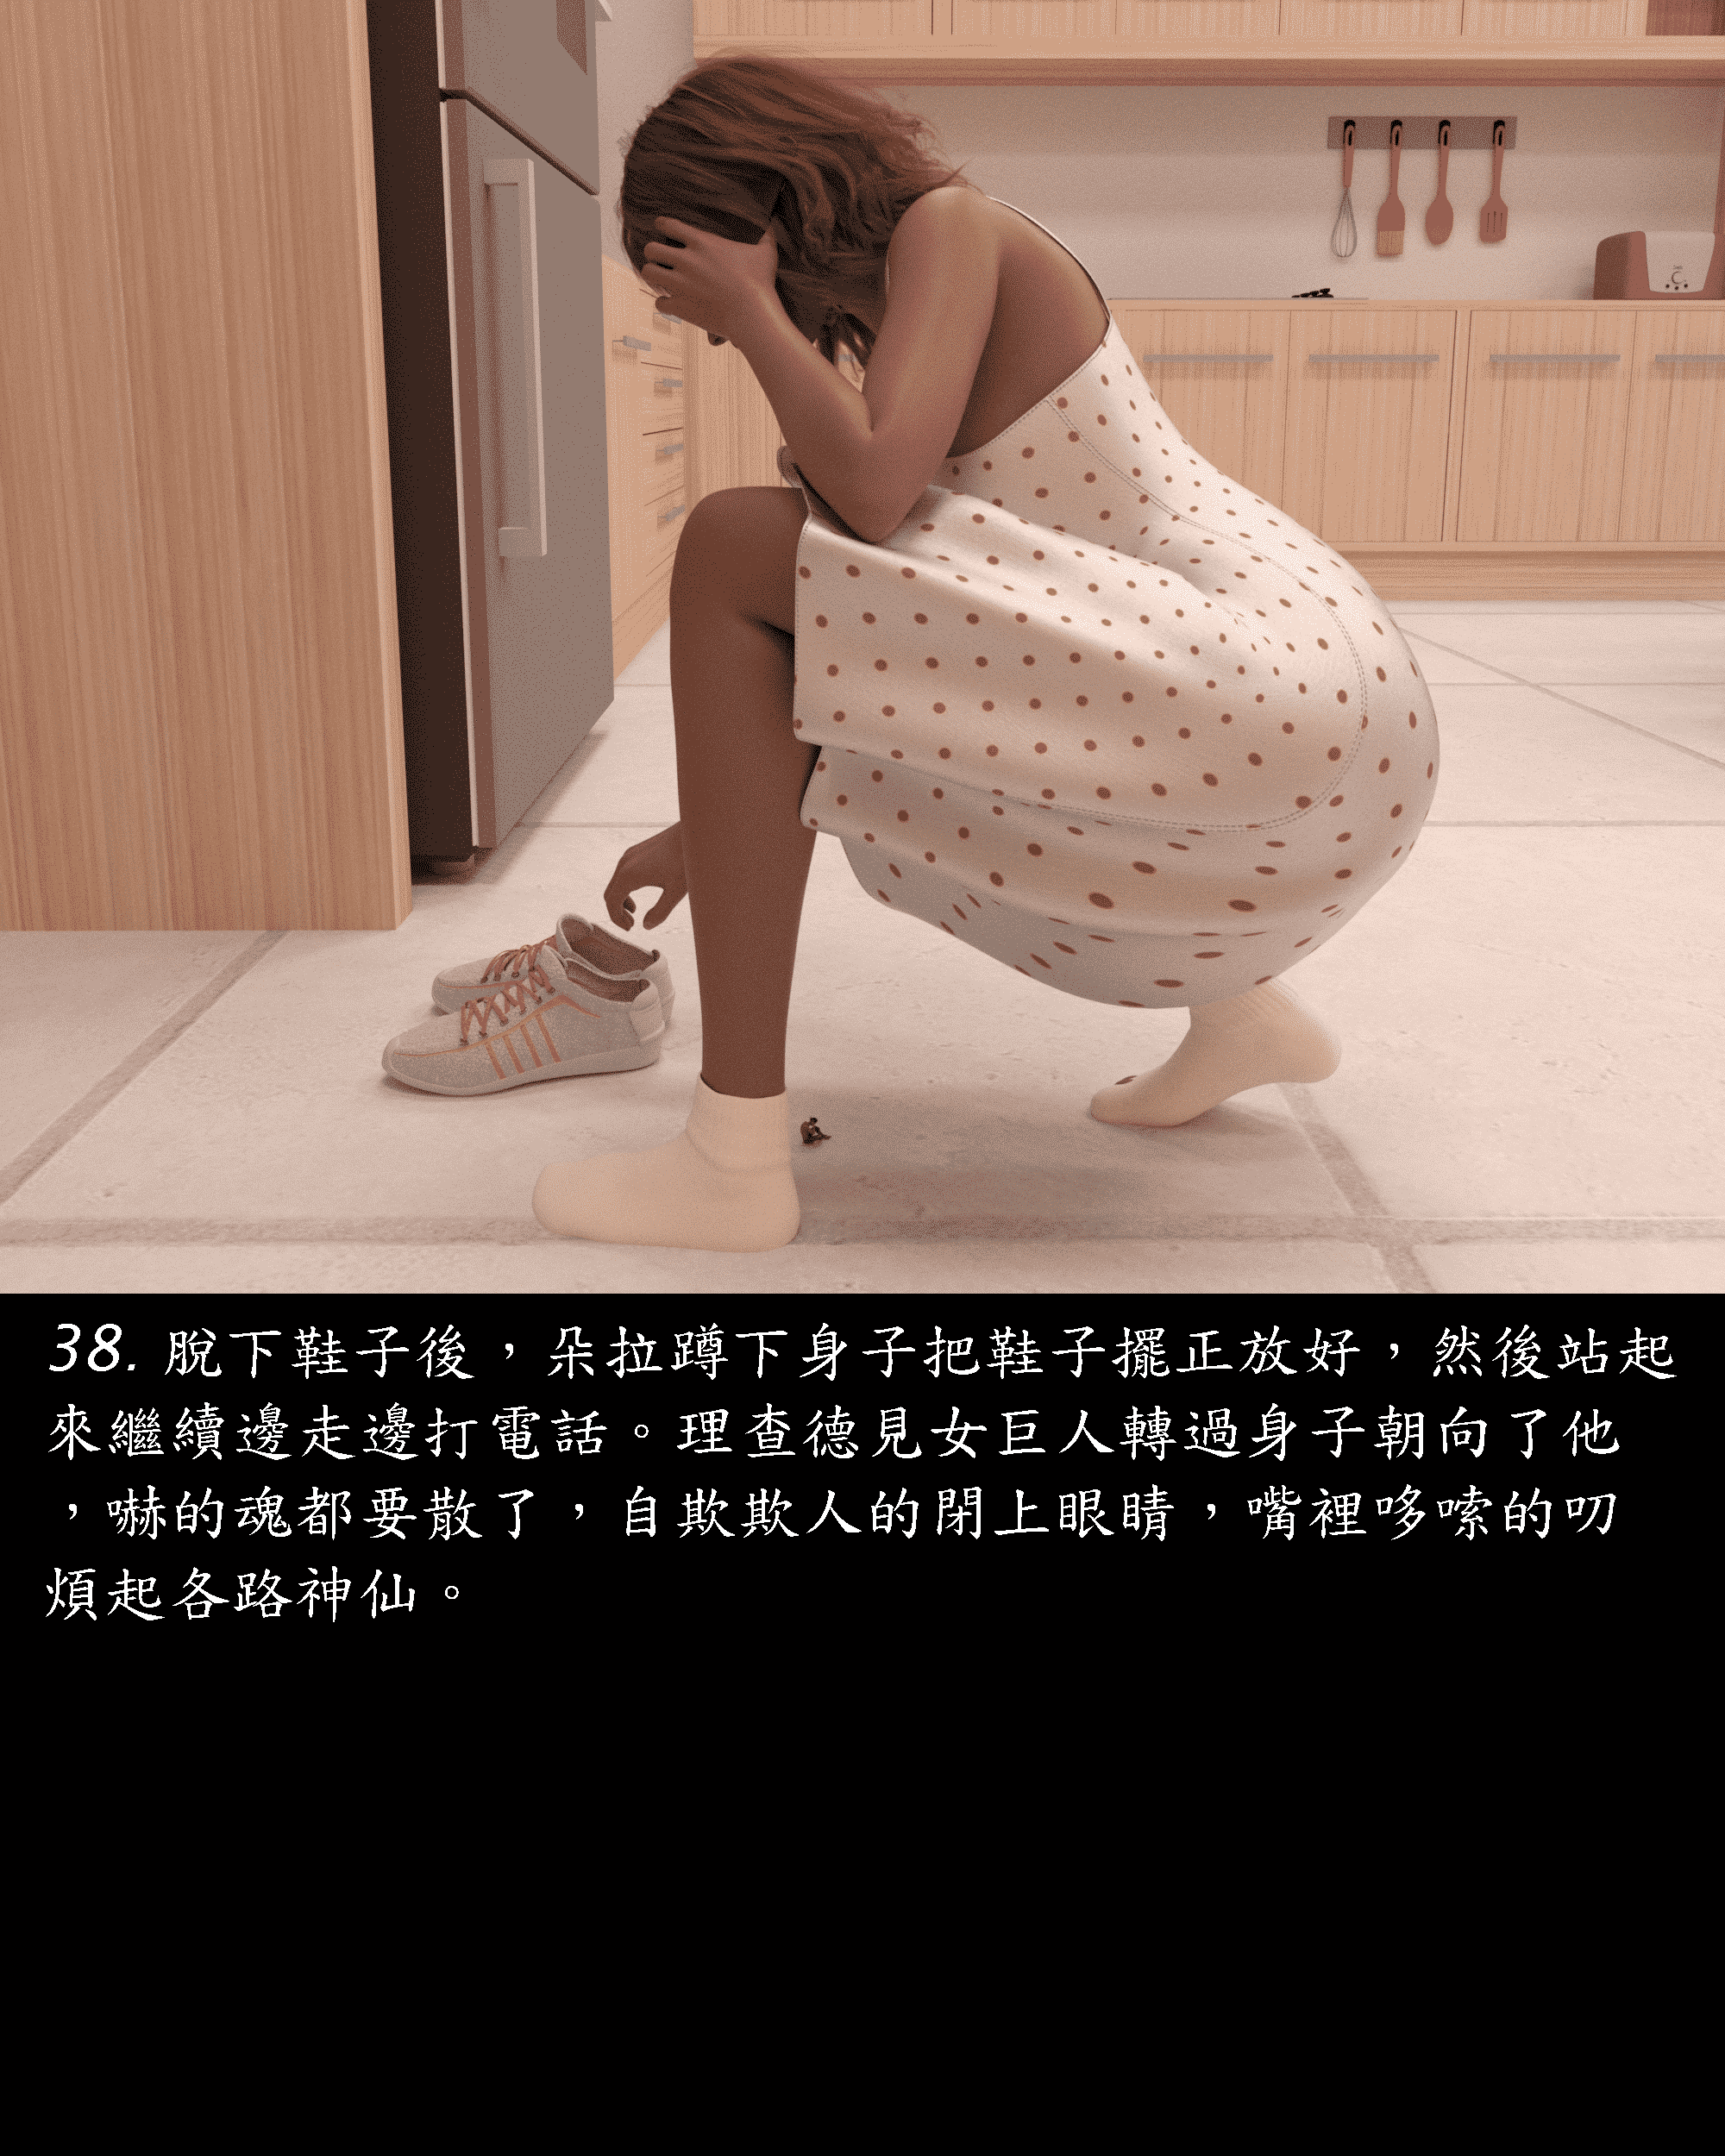 38. 脫下鞋子後，朵拉蹲下身子把鞋子擺正放好，然後站起
來繼續邊走邊打電話。理查德見女巨人轉過身子朝向了他
，嚇的魂都要散了，自欺欺人的閉上眼睛，嘴裡哆嗦的叨
煩起各路神仙。